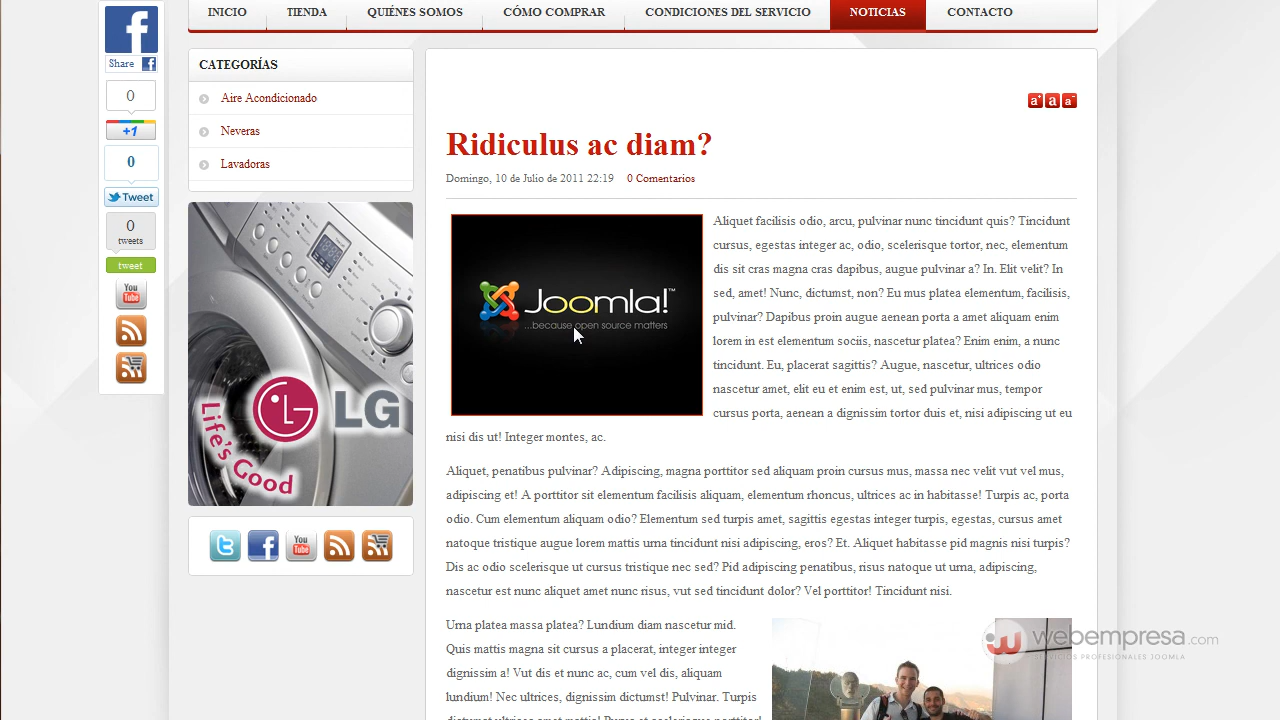 INICIO
TIENDA
QUIÉNES SOMOS
CÓMO COMPRAR
CONDICIONES DEL SERVICIO
NOTICIAS
CONTACTO
Share
0
+1
0
Tweet
0
tweets
tweet
You
Tube
CATEGORÍAS
Aire Acondicionado
Neveras
Lavadoras
LG
LG
Life's Good
You
Tube
a+ a a-
Ridiculus ac diam?
Domingo, 10 de Julio de 2011 22:19 0 Comentarios
Joomla!™
...because open source matters
Aliquet facilisis odio, arcu, pulvinar nunc tincidunt quis? Tincidunt
cursus, egestas integer ac, odio, scelerisque tortor, nec, elementum
dis sit cras magna cras dapibus, augue pulvinar a? In. Elit velit? In
sed, amet! Nunc, dictumst, non? Eu mus platea elementum, facilisis,
pulvinar? Dapibus proin augue aenean porta a amet aliquam enim
lorem in est elementum sociis, nascetur platea? Enim enim, a nunc
tincidunt. Eu, placerat sagittis? Augue, nascetur, ultrices odio
nascetur amet, elit eu et enim est, ut, sed pulvinar mus, tempor
cursus porta, aenean a dignissim tortor duis et, nisi adipiscing ut eu
nisi dis ut! Integer montes, ac.
Aliquet, penatibus pulvinar? Adipiscing, magna porttitor sed aliquam proin cursus mus, massa nec velit vut vel mus,
adipiscing et! A porttitor sit elementum facilisis aliquam, elementum rhoncus, ultrices ac in habitasse! Turpis ac, porta
odio. Cum elementum aliquam odio? Elementum sed turpis amet, sagittis egestas integer turpis, egestas, cursus amet
natoque tristique augue lorem mattis urna tincidunt nisi adipiscing, eros? Et. Aliquet habitasse pid magnis nisi turpis?
Dis ac odio scelerisque ut cursus tristique nec sed? Pid adipiscing penatibus, risus natoque ut urna, adipiscing,
nascetur est nunc aliquet amet nunc risus, vut sed tincidunt dolor? Vel porttitor! Tincidunt nisi.
Urna platea massa platea? Lundium diam nascetur mid.
Quis mattis magna sit cursus a placerat, integer integer
dignissim a! Vut dis et nunc ac, cum vel dis, aliquam
lundium! Nec ultrices, dignissim dictumst! Pulvinar. Turpis
webempresa.com
SERVICIOS PROFESIONALES JOOMLA